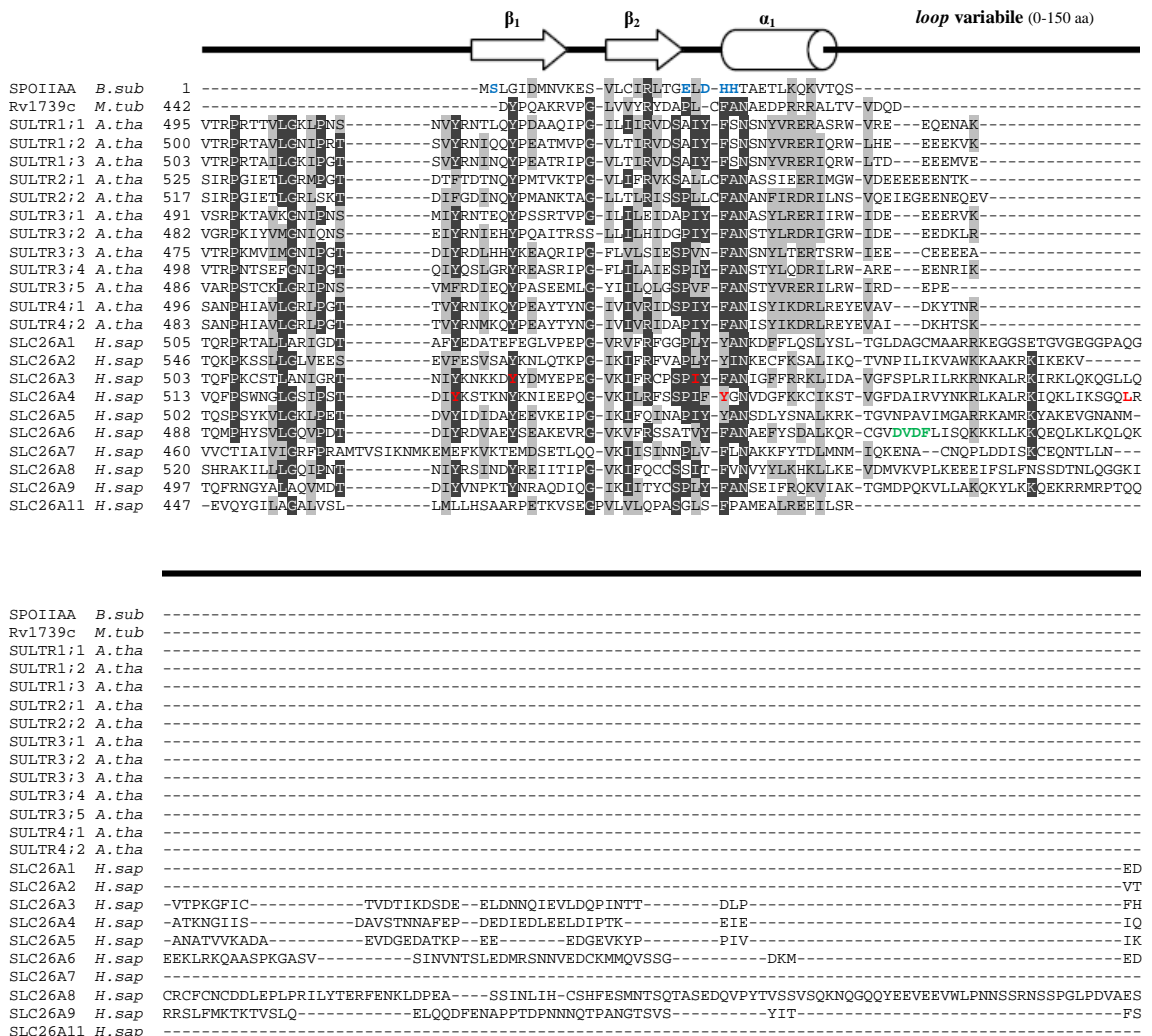 β1 β2 α1 loop variabile (0-150 aa)
SPOIIAA B.sub 1 -----------------------------MSLGIDMNVKES-VLCIRLTGELD-HHTAETLKQKVTQS------------------------------
Rv1739c M.tub 442 -------------------------------DYPQAKRVPG-LVVYRYDAPL-CFANAEDPRRRALTV-VDQD-------------------------
SULTR1;1 A.tha 495 VTRPRTTVLGKLPNS---------NVYRNTLQYPDAAQIPG-ILIIRVDSAIY-FSNSNYVRERASRW-VRE---EQENAK-----------------
SULTR1;2 A.tha 500 VTRPRTAVLGNIPRT---------SVYRNIQQYPEATMVPG-VLTIRVDSAIY-FSNSNYVRERIQRW-LHE---EEEKVK-----------------
SULTR1;3 A.tha 503 VTRPRTAILGKIPGT---------SVYRNINQYPEATRIPG-VLTIRVDSAIY-FSNSNYVRERIQRW-LTD---EEEMVE-----------------
SULTR2;1 A.tha 525 SIRPGIETLGRMPGT---------DTFTDTNQYPMTVKTPG-VLIFRVKSALLCFANASSIEERIMGW-VDEEEEEENTK------------------
SULTR2;2 A.tha 517 SIRPGIETLGRLSKT---------DIFGDINQYPMANKTAG-LLTLRISSPLLCFANANFIRDRILNS-VQEIEGEENEQEV----------------
SULTR3;1 A.tha 491 VSRPKTAVKGNIPNS---------MIYRNTEQYPSSRTVPG-ILILEIDAPIY-FANASYLRERIIRW-IDE---EEERVK-----------------
SULTR3;2 A.tha 482 VGRPKIYVMGNIQNS---------EIYRNIEHYPQAITRSS-LLILHIDGPIY-FANSTYLRDRIGRW-IDE---EEDKLR-----------------
SULTR3;3 A.tha 475 VTRPKMVIMGNIPGT---------DIYRDLHHYKEAQRIPG-FLVLSIESPVN-FANSNYLTERTSRW-IEE---CEEEEA-----------------
SULTR3;4 A.tha 498 VTRPNTSEFGNIPGT---------QIYQSLGRYREASRIPG-FLILAIESPIY-FANSTYLQDRILRW-ARE---EENRIK-----------------
SULTR3;5 A.tha 486 VARPSTCKLGRIPNS---------VMFRDIEQYPASEEMLG-YIILQLGSPVF-FANSTYVRERILRW-IRD---EPE--------------------
SULTR4;1 A.tha 496 SANPHIAVLGRLPGT---------TVYRNIKQYPEAYTYNG-IVIVRIDSPIY-FANISYIKDRLREYEVAV---DKYTNR-----------------
SULTR4;2 A.tha 483 SANPHIAVLGRLPGT---------TVYRNMKQYPEAYTYNG-IVIVRIDAPIY-FANISYIKDRLREYEVAI---DKHTSK-----------------
SLC26A1 H.sap 505 TQRPRTALLARIGDT---------AFYEDATEFEGLVPEPG-VRVFRFGGPLY-YANKDFFLQSLYSL-TGLDAGCMAARRKEGGSETGVGEGGPAQG
SLC26A2 H.sap 546 TQKPKSSLLGLVEES---------EVFESVSAYKNLQTKPG-IKIFRFVAPLY-YINKECFKSALIKQ-TVNPILIKVAWKKAAKRKIKEKV------
SLC26A3 H.sap 503 TQFPKCSTLANIGRT---------NIYKNKKDYYDMYEPEG-VKIFRCPSPIY-FANIGFFRRKLIDA-VGFSPLRILRKRNKALRKIRKLQKQGLLQ
SLC26A4 H.sap 513 VQFPSWNGLGSIPST---------DIYKSTKNYKNIEEPQG-VKILRFSSPIF-YGNVDGFKKCIKST-VGFDAIRVYNKRLKALRKIQKLIKSGQLR
SLC26A5 H.sap 502 TQSPSYKVLGKLPET---------DVYIDIDAYEEVKEIPG-IKIFQINAPIY-YANSDLYSNALKRK-TGVNPAVIMGARRKAMRKYAKEVGNANM-
SLC26A6 H.sap 488 TQMPHYSVLGQVPDT---------DIYRDVAEYSEAKEVRG-VKVFRSSATVY-FANAEFYSDALKQR-CGVDVDFLISQKKKLLKKQEQLKLKQLQK
SLC26A7 H.sap 460 VVCTIAIVIGRFPRAMTVSIKNMKEMEFKVKTEMDSETLQQ-VKIISINNPLV-FLNAKKFYTDLMNM-IQKENA--CNQPLDDISKCEQNTLLN---
SLC26A8 H.sap 520 SHRAKILLLGQIPNT---------NIYRSINDYREIITIPG-VKIFQCCSSIT-FVNVYYLKHKLLKE-VDMVKVPLKEEEIFSLFNSSDTNLQGGKI
SLC26A9 H.sap 497 TQFRNGYALAQVMDT---------DIYVNPKTYNRAQDIQG-IKIITYCSPLY-FANSEIFRQKVIAK-TGMDPQKVLLAKQKYLKKQEKRRMRPTQQ
SLC26A11 H.sap 447 -EVQYGILAGALVSL---------LMLLHSAARPETKVSEGPVLVLQPASGLS-FPAMEALREEILSR------------------------------
SPOIIAA B.sub -------------------------------------------------------------------------------------------------------
Rv1739c M.tub -------------------------------------------------------------------------------------------------------
SULTR1;1 A.tha -------------------------------------------------------------------------------------------------------
SULTR1;2 A.tha -------------------------------------------------------------------------------------------------------
SULTR1;3 A.tha -------------------------------------------------------------------------------------------------------
SULTR2;1 A.tha -------------------------------------------------------------------------------------------------------
SULTR2;2 A.tha -------------------------------------------------------------------------------------------------------
SULTR3;1 A.tha -------------------------------------------------------------------------------------------------------
SULTR3;2 A.tha -------------------------------------------------------------------------------------------------------
SULTR3;3 A.tha -------------------------------------------------------------------------------------------------------
SULTR3;4 A.tha -------------------------------------------------------------------------------------------------------
SULTR3;5 A.tha -------------------------------------------------------------------------------------------------------
SULTR4;1 A.tha -------------------------------------------------------------------------------------------------------
SULTR4;2 A.tha -------------------------------------------------------------------------------------------------------
SLC26A1 H.sap -----------------------------------------------------------------------------------------------------ED
SLC26A2 H.sap -----------------------------------------------------------------------------------------------------VT
SLC26A3 H.sap -VTPKGFIC------------TVDTIKDSDE--ELDNNQIEVLDQPINTT--------DLP----------------------------------------FH
SLC26A4 H.sap -ATKNGIIS-----------DAVSTNNAFEP--DEDIEDLEELDIPTK----------EIE----------------------------------------IQ
SLC26A5 H.sap -ANATVVKADA----------EVDGEDATKP--EE-------EDGEVKYP--------PIV----------------------------------------IK
SLC26A6 H.sap EEKLRKQAASPKGASV----------SINVNTSLEDMRSNNVEDCKMMQVSSG----------DKM-----------------------------------ED
SLC26A7 H.sap -------------------------------------------------------------------------------------------------------
SLC26A8 H.sap CRCFCNCDDLEPLPRILYTERFENKLDPEA----SSINLIH-CSHFESMNTSQTASEDQVPYTVSSVSQKNQGQQYEEVEEVWLPNNSSRNSSPGLPDVAES
SLC26A9 H.sap RRSLFMKTKTVSLQ------------ELQQDFENAPPTDPNNNQTPANGTSVS----------YIT-----------------------------------FS
SLC26A11 H.sap -------------------------------------------------------------------------------------------------------